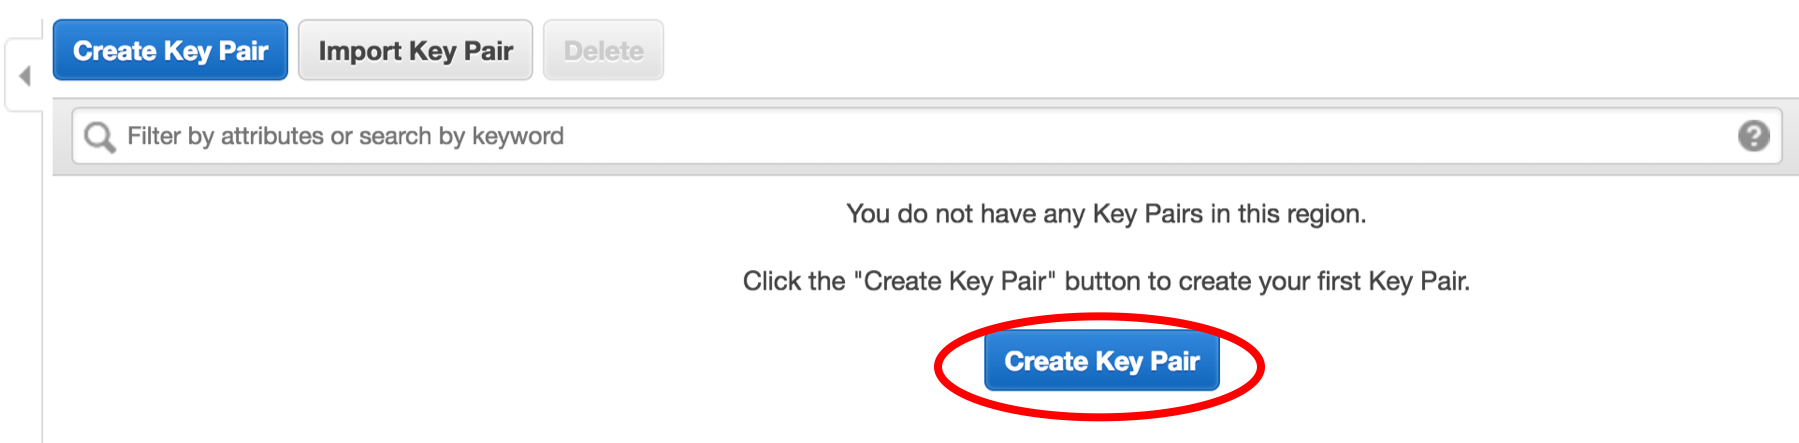 Create Key Pair Import Key Pair Delete
Filter by attributes or search by keyword ?
You do not have any Key Pairs in this region.
Click the "Create Key Pair" button to create your first Key Pair.
Create Key Pair